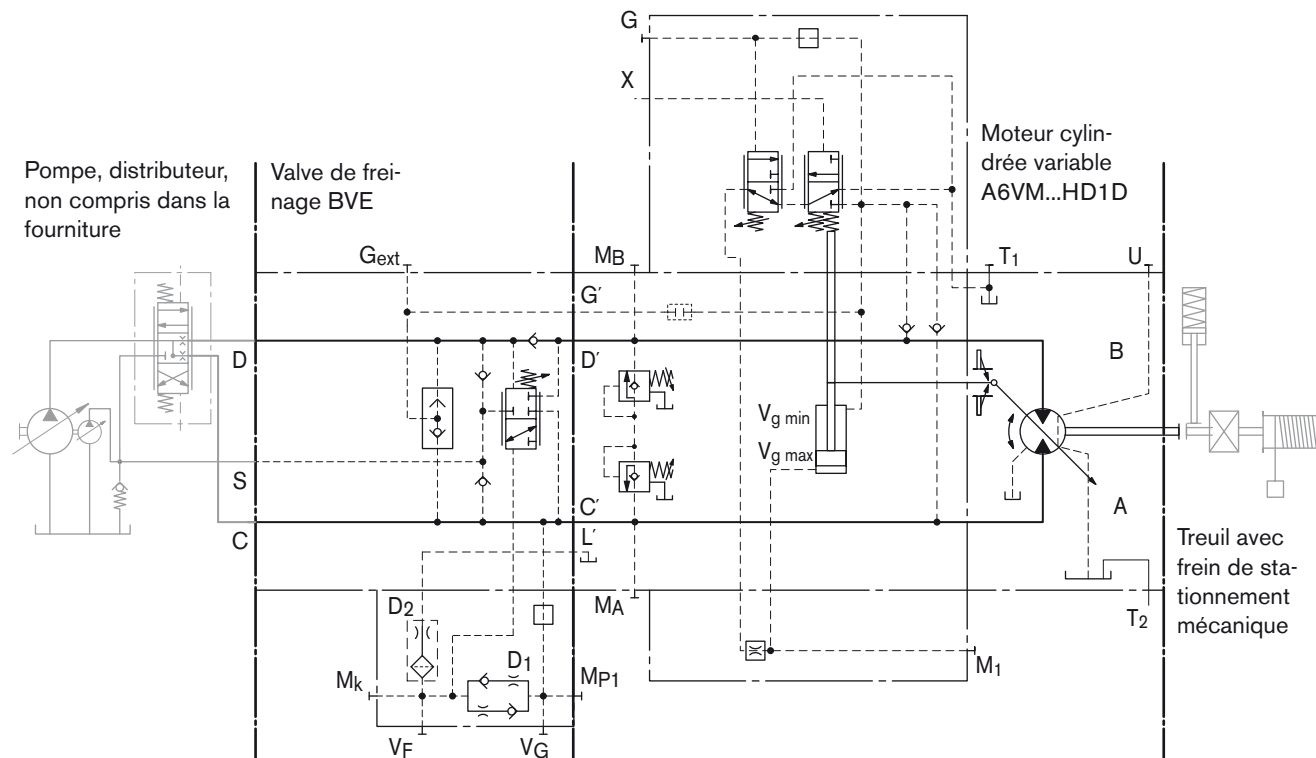 G
X
Pompe, distributeur,
non compris dans la
fourniture
Valve de frei-
nage BVE
Moteur cylin-
drée variable
A6VM...HD1D
Gext
MB
T1
U
G′
D
D′
B
Vg min
Vg max
S
C′
A
C
L′
Treuil avec
frein de sta-
tionnement
mécanique
D2
MA
T2
D1
Mk
MP1
M1
VF
VG